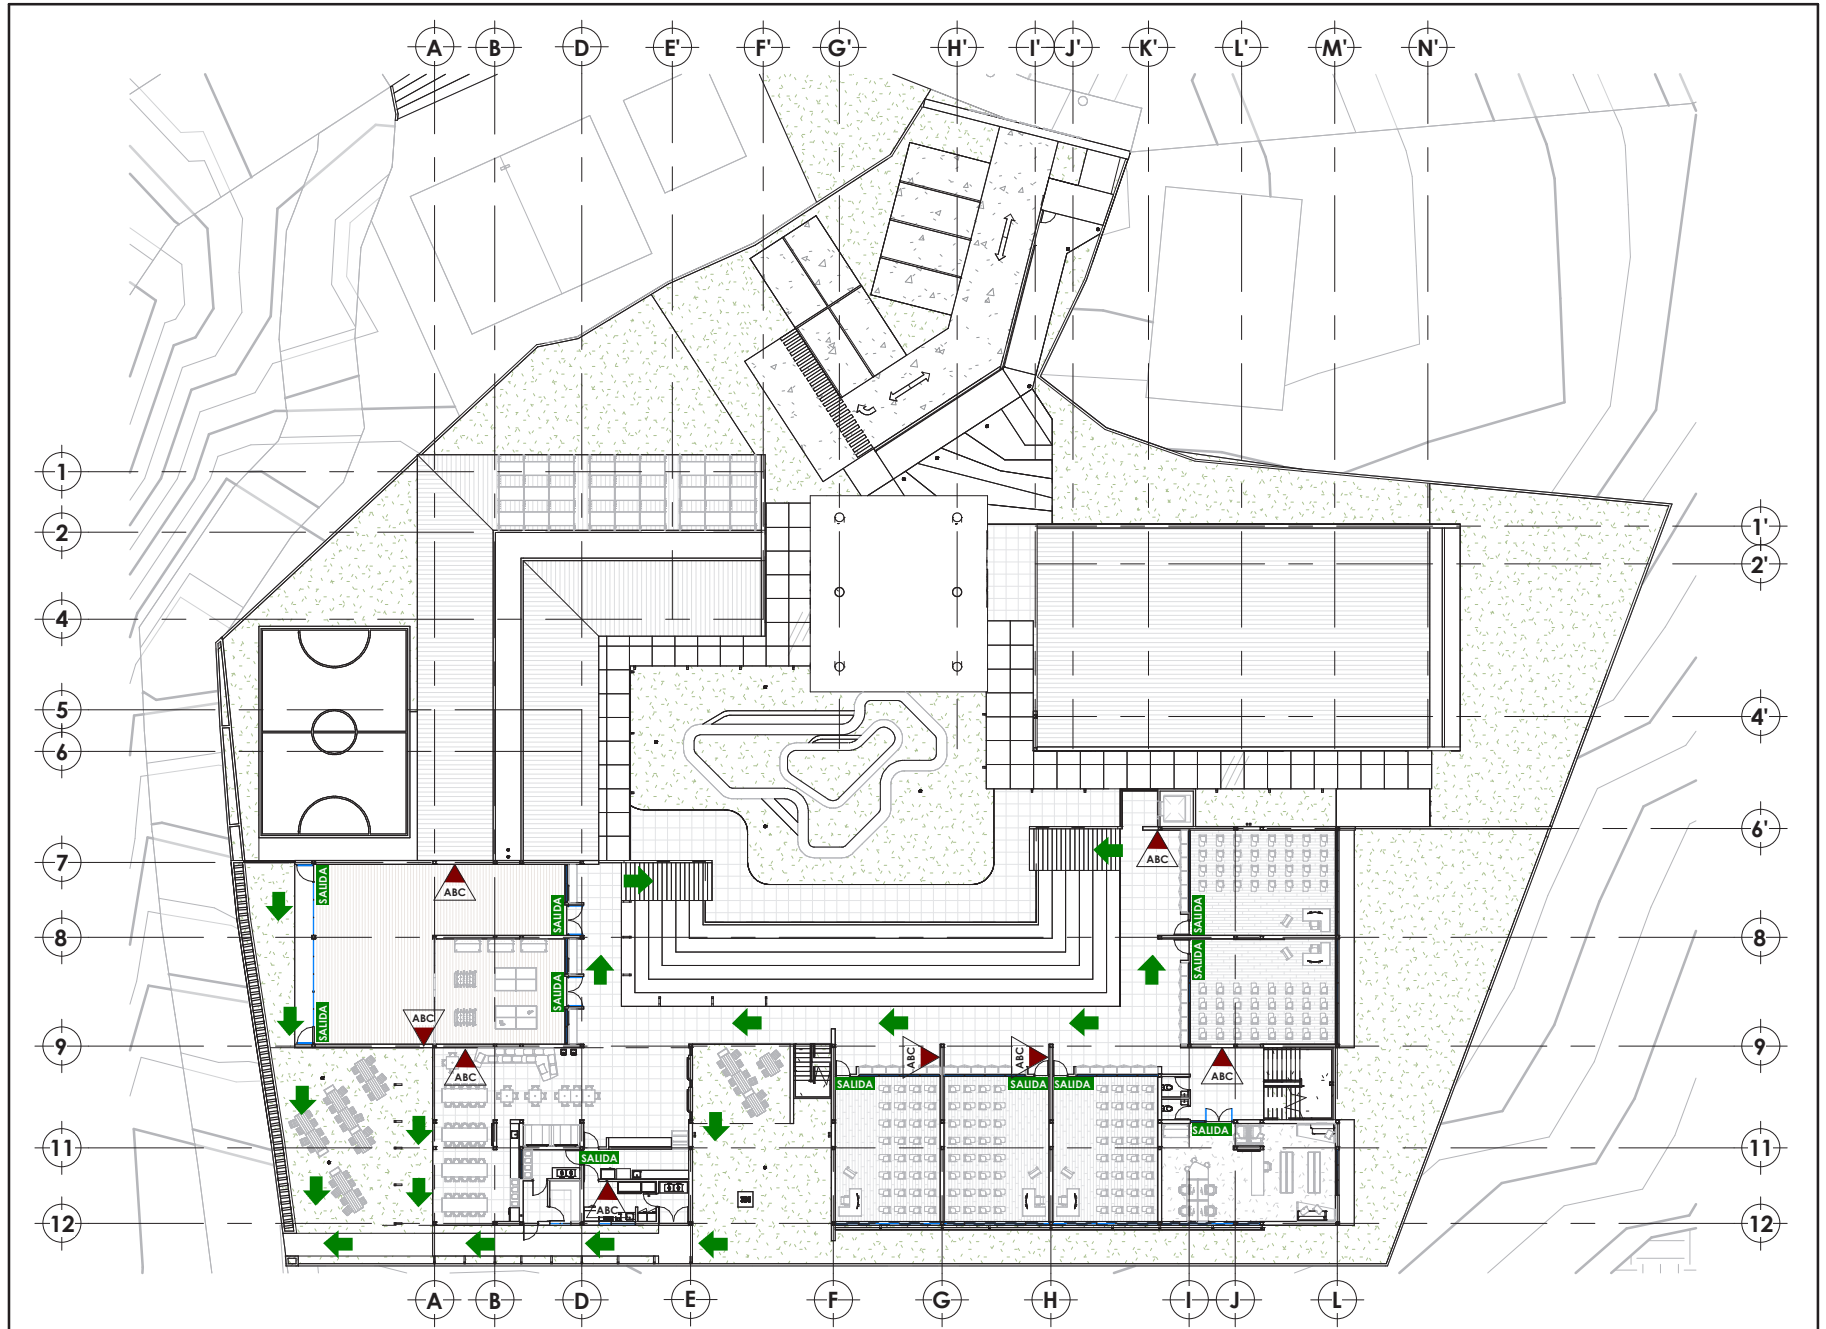 A B D E' F' G' H' I' J' K' L' M' N'
1
2
1'
2'
4
5
4'
6
6'
7
SALIDA
ABC
ABC
SALIDA
SALIDA
8
8
SALIDA
SALIDA
SALIDA
ABC
9
9
ABC
ABC
ABC
ABC
SALIDA
SALIDA
SALIDA
SALIDA
11
11
SALIDA
ABC
12
12
A B D E F G H I J L